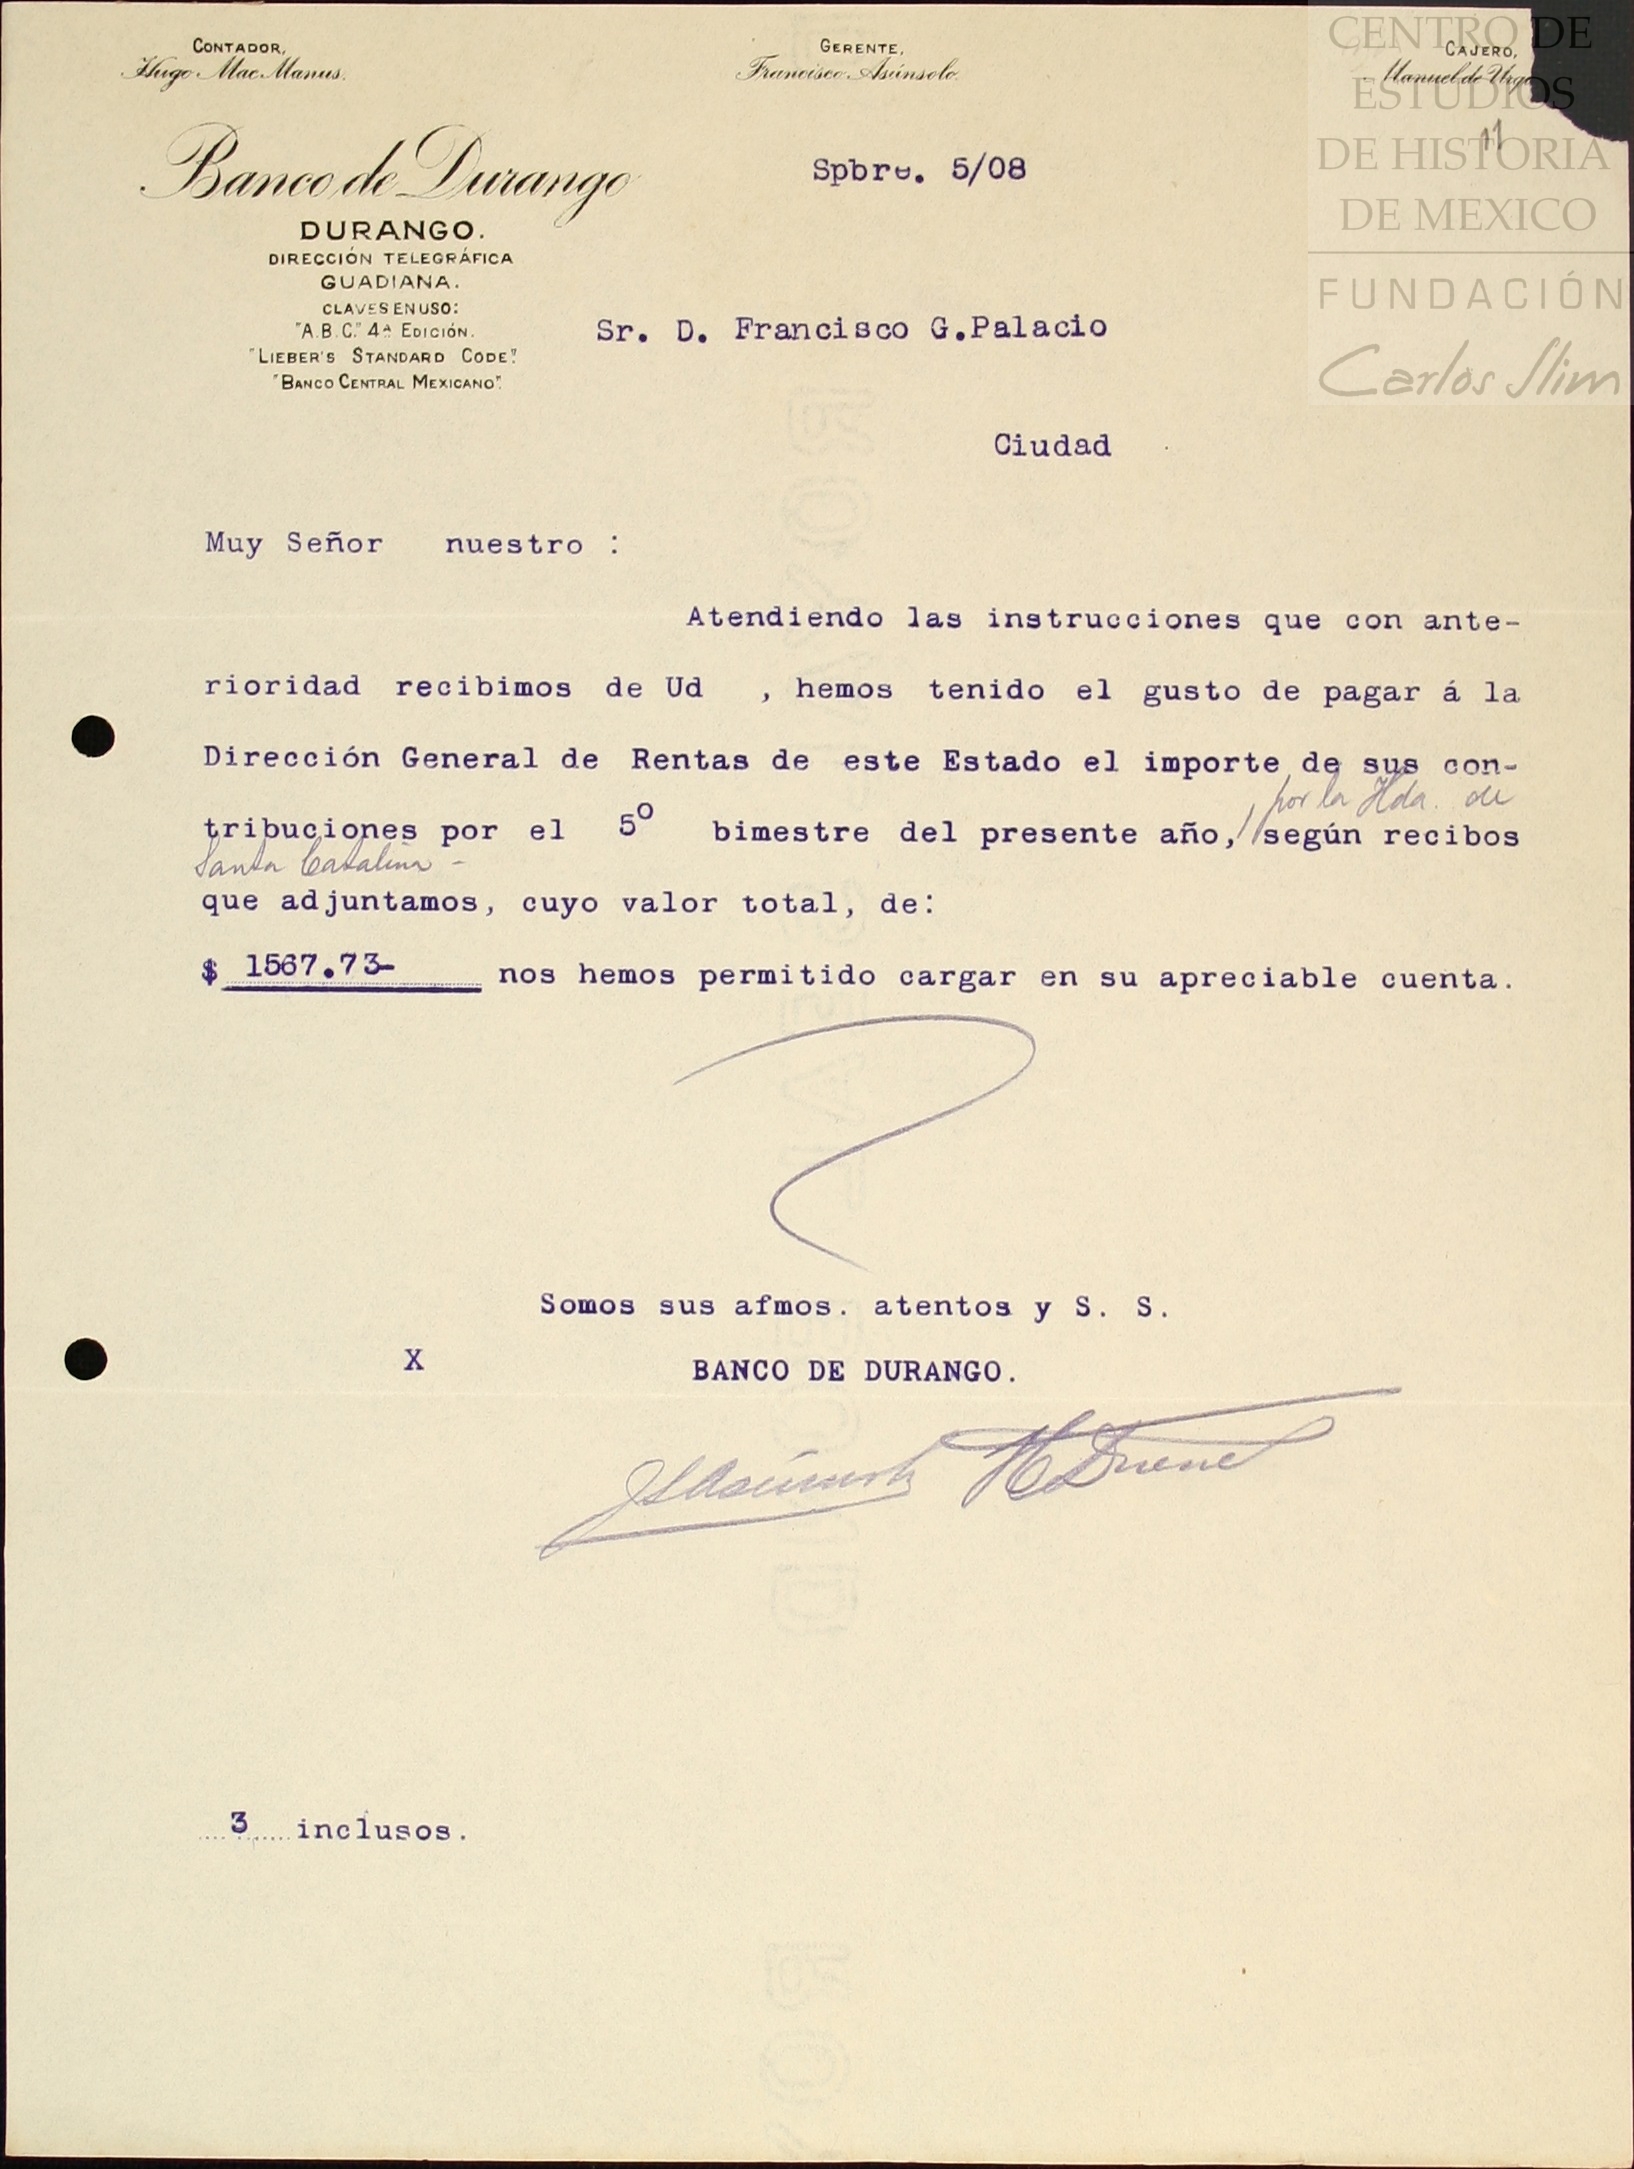 CONTADOR,
Hugo Mac Manus.
GERENTE,
Francisco Asúnsolo.
CAJERO,
Manuel de
11
Banco de Durango
DURANGO.
DIRECCIÓN TELEGRÁFICA
GUADIANA.
CLAVES EN USO:
"A.B.C." 4ª EDICIÓN.
"LIEBER'S STANDARD CODE".
"BANCO CENTRAL MEXICANO".
Spbre. 5/08
Sr. D. Francisco G.Palacio
Ciudad
Muy Señor nuestro :
Atendiendo las instrucciones que con ante-
rioridad recibimos de Ud , hemos tenido el gusto de pagar á la
Dirección General de Rentas de este Estado el importe de sus con-
por la Hda. de
tribuciones por el 5º bimestre del presente año, según recibos
Santa Catalina -
que adjuntamos, cuyo valor total, de:
$ 1567.73- nos hemos permitido cargar en su apreciable cuenta.
Somos sus afmos. atentos y S. S.
X BANCO DE DURANGO.
3 inclusos.
CENTRO DE
ESTUDIOS
DE HISTORIA
DE MEXICO
FUNDACIÓN
Carlos Slim